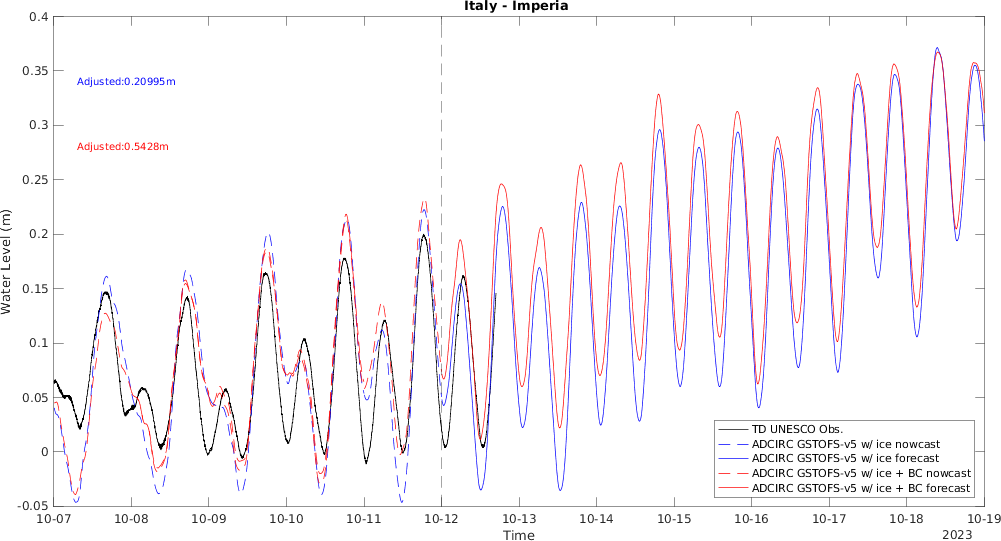 Italy - Imperia
0.4
0.35
0.3
0.25
0.2
0.15
0.1
0.05
0
-0.05
Water Level (m)
Adjusted:0.20995m
Adjusted:0.5428m
TD UNESCO Obs.
ADCIRC GSTOFS-v5 w/ ice nowcast
ADCIRC GSTOFS-v5 w/ ice forecast
ADCIRC GSTOFS-v5 w/ ice + BC nowcast
ADCIRC GSTOFS-v5 w/ ice + BC forecast
10-07 10-08 10-09 10-10 10-11 10-12 10-13 10-14 10-15 10-16 10-17 10-18 10-19
Time
2023